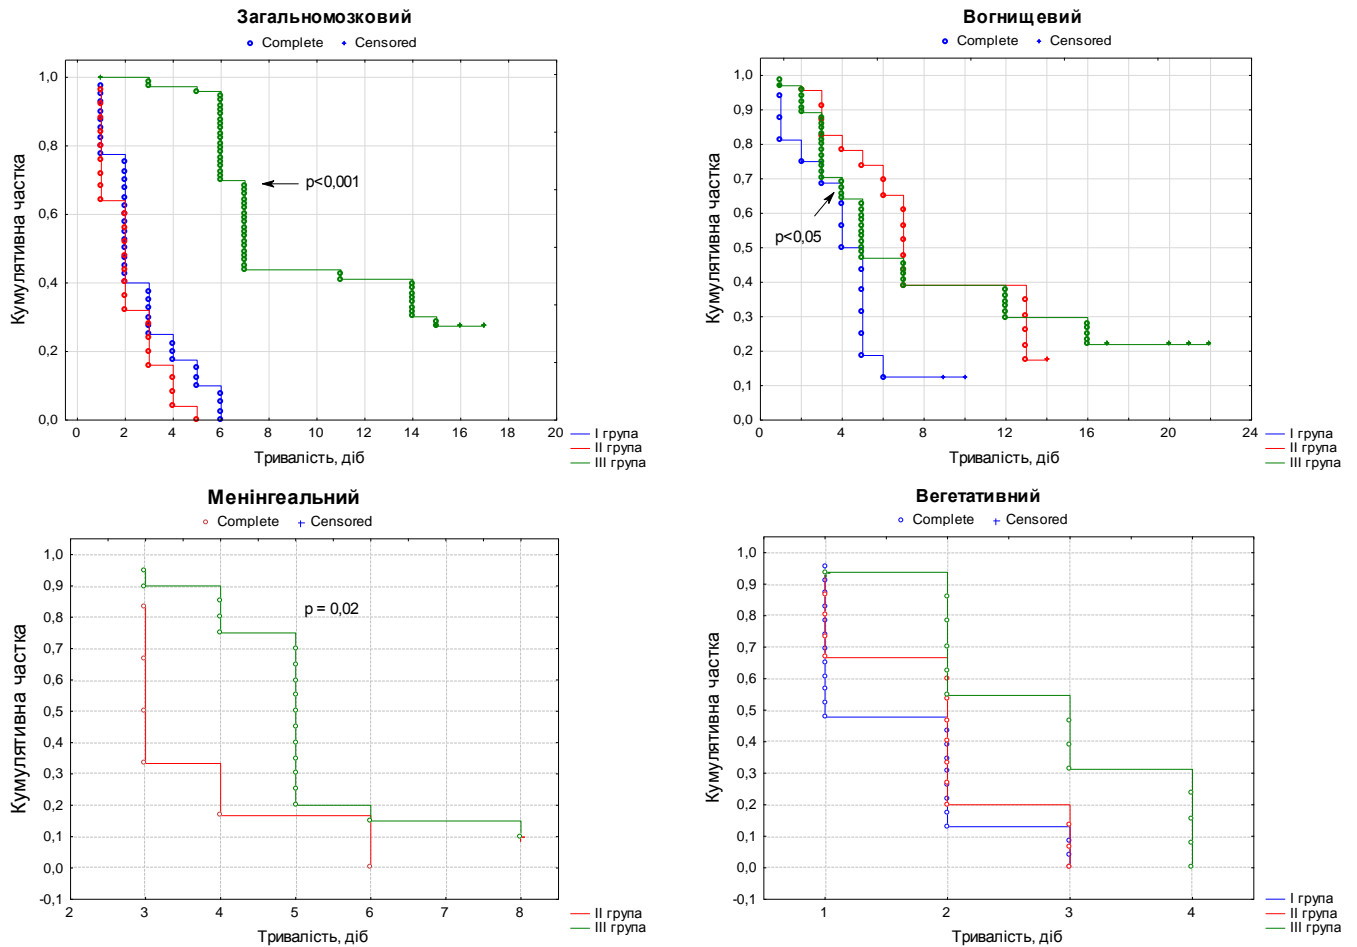 Загальномозковий
Complete Censored
Кумулятивна частка
1,0
0,8
0,6
0,4
0,2
0,0
p<0,001
0 2 4 6 8 10 12 14 16 18 20
Тривалість, діб
I група
II група
III група
Вогнищевий
Complete Censored
Кумулятивна частка
1,0
0,9
0,8
0,7
0,6
0,5
0,4
0,3
0,2
0,1
0,0
p<0,05
0 4 8 12 16 20 24
Тривалість, діб
I група
II група
III група
Менінгеальний
Complete Censored
Кумулятивна частка
1,0
0,9
0,8
0,7
0,6
0,5
0,4
0,3
0,2
0,1
0,0
-0,1
p = 0,02
2 3 4 5 6 7 8
Тривалість, діб
II група
III група
Вегетативний
Complete Censored
Кумулятивна частка
1,0
0,9
0,8
0,7
0,6
0,5
0,4
0,3
0,2
0,1
0,0
-0,1
1 2 3 4
Тривалість, діб
I група
II група
III група